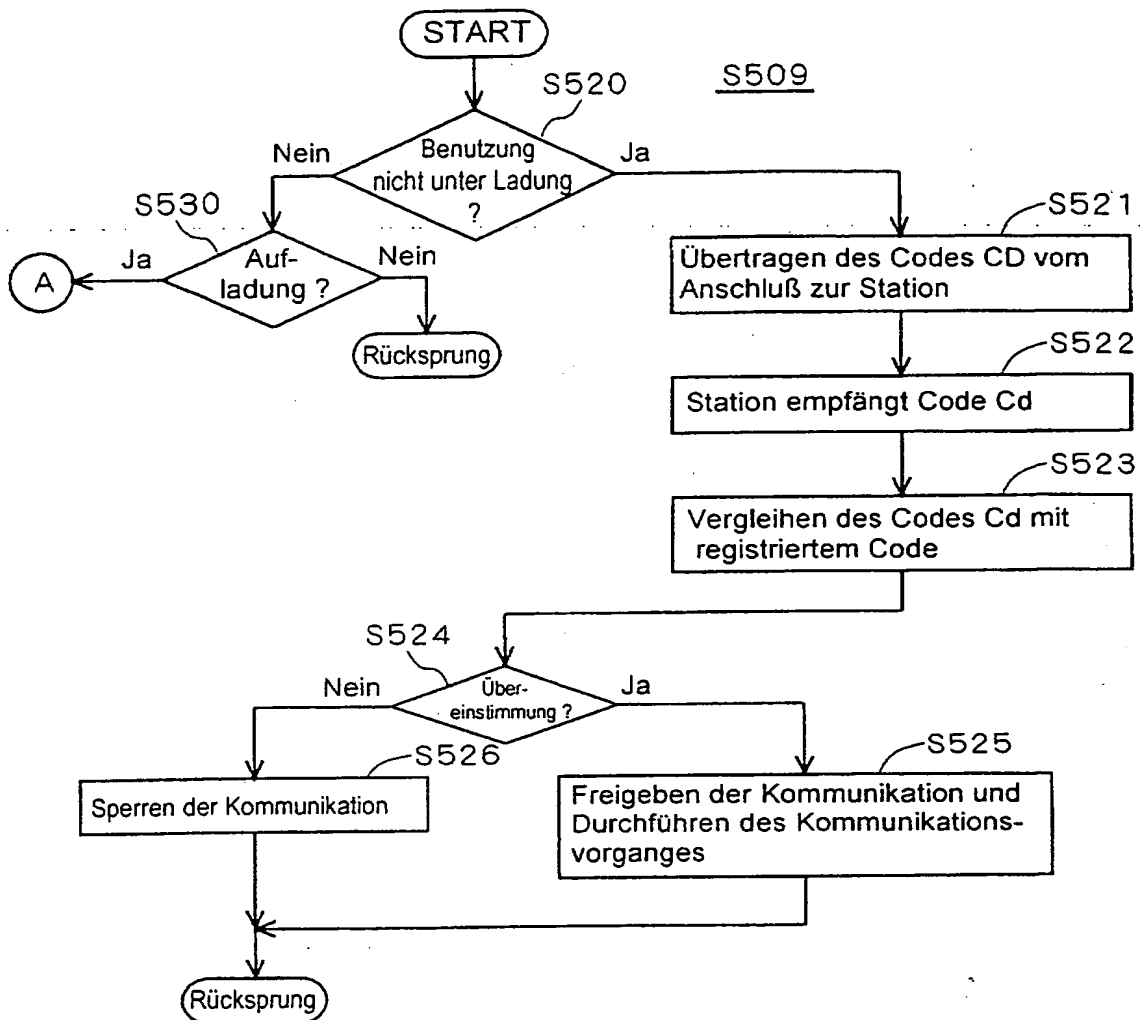 START
S509
S520
Benutzung
nicht unter Ladung
?
Nein
Ja
S530
Auf-
ladung ?
Ja
Nein
A
Rücksprung
S521
Übertragen des Codes CD vom
Anschluß zur Station
S522
Station empfängt Code Cd
S523
Vergleihen des Codes Cd mit
registriertem Code
S524
Über-
einstimmung ?
Nein
Ja
S526
Sperren der Kommunikation
S525
Freigeben der Kommunikation und
Durchführen des Kommunikations-
vorganges
Rücksprung